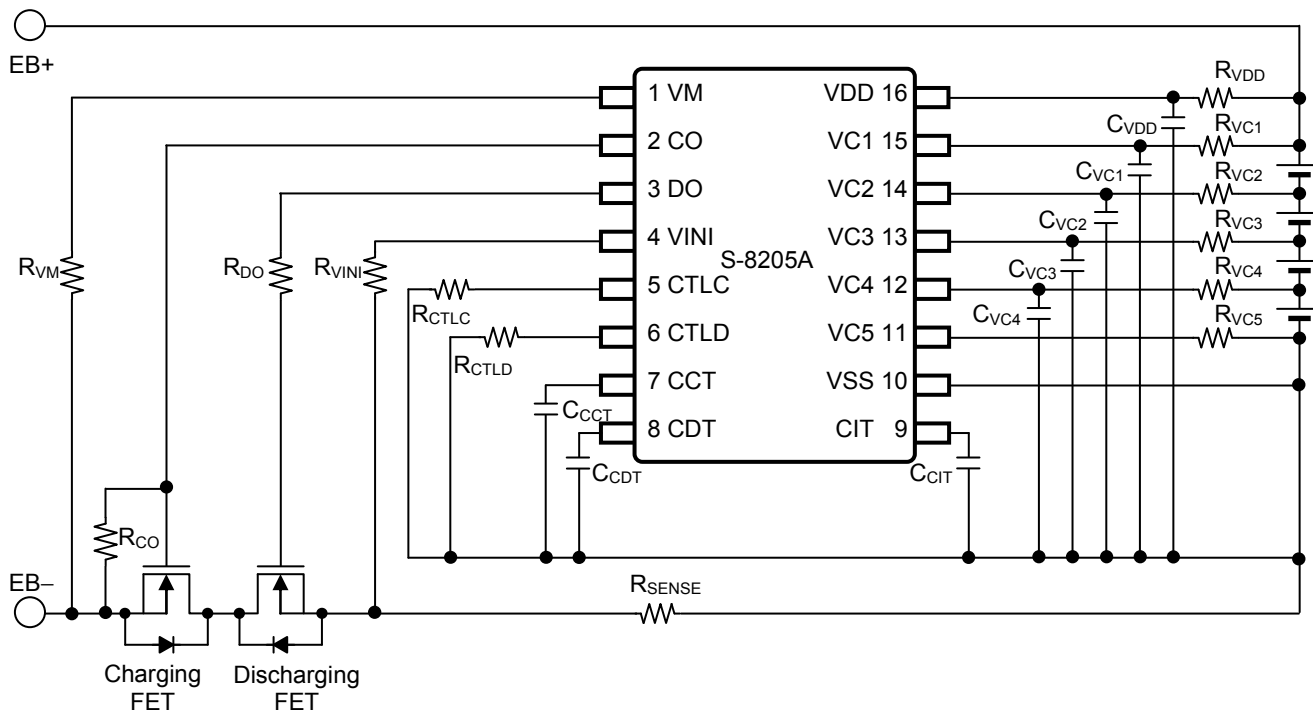 EB+
1 VM
2 CO
3 DO
4 VINI
5 CTLC
6 CTLD
7 CCT
8 CDT
S-8205A
VDD 16
VC1 15
VC2 14
VC3 13
VC4 12
VC5 11
VSS 10
CIT 9
RVDD
RVC1
RVC2
RVC3
RVC4
RVC5
CVDD
CVC1
CVC2
CVC3
CVC4
RVM
RDO
RVINI
RCTLC
RCTLD
CCCT
CCDT
CCIT
RCO
EB–
RSENSE
Charging
FET
Discharging
FET